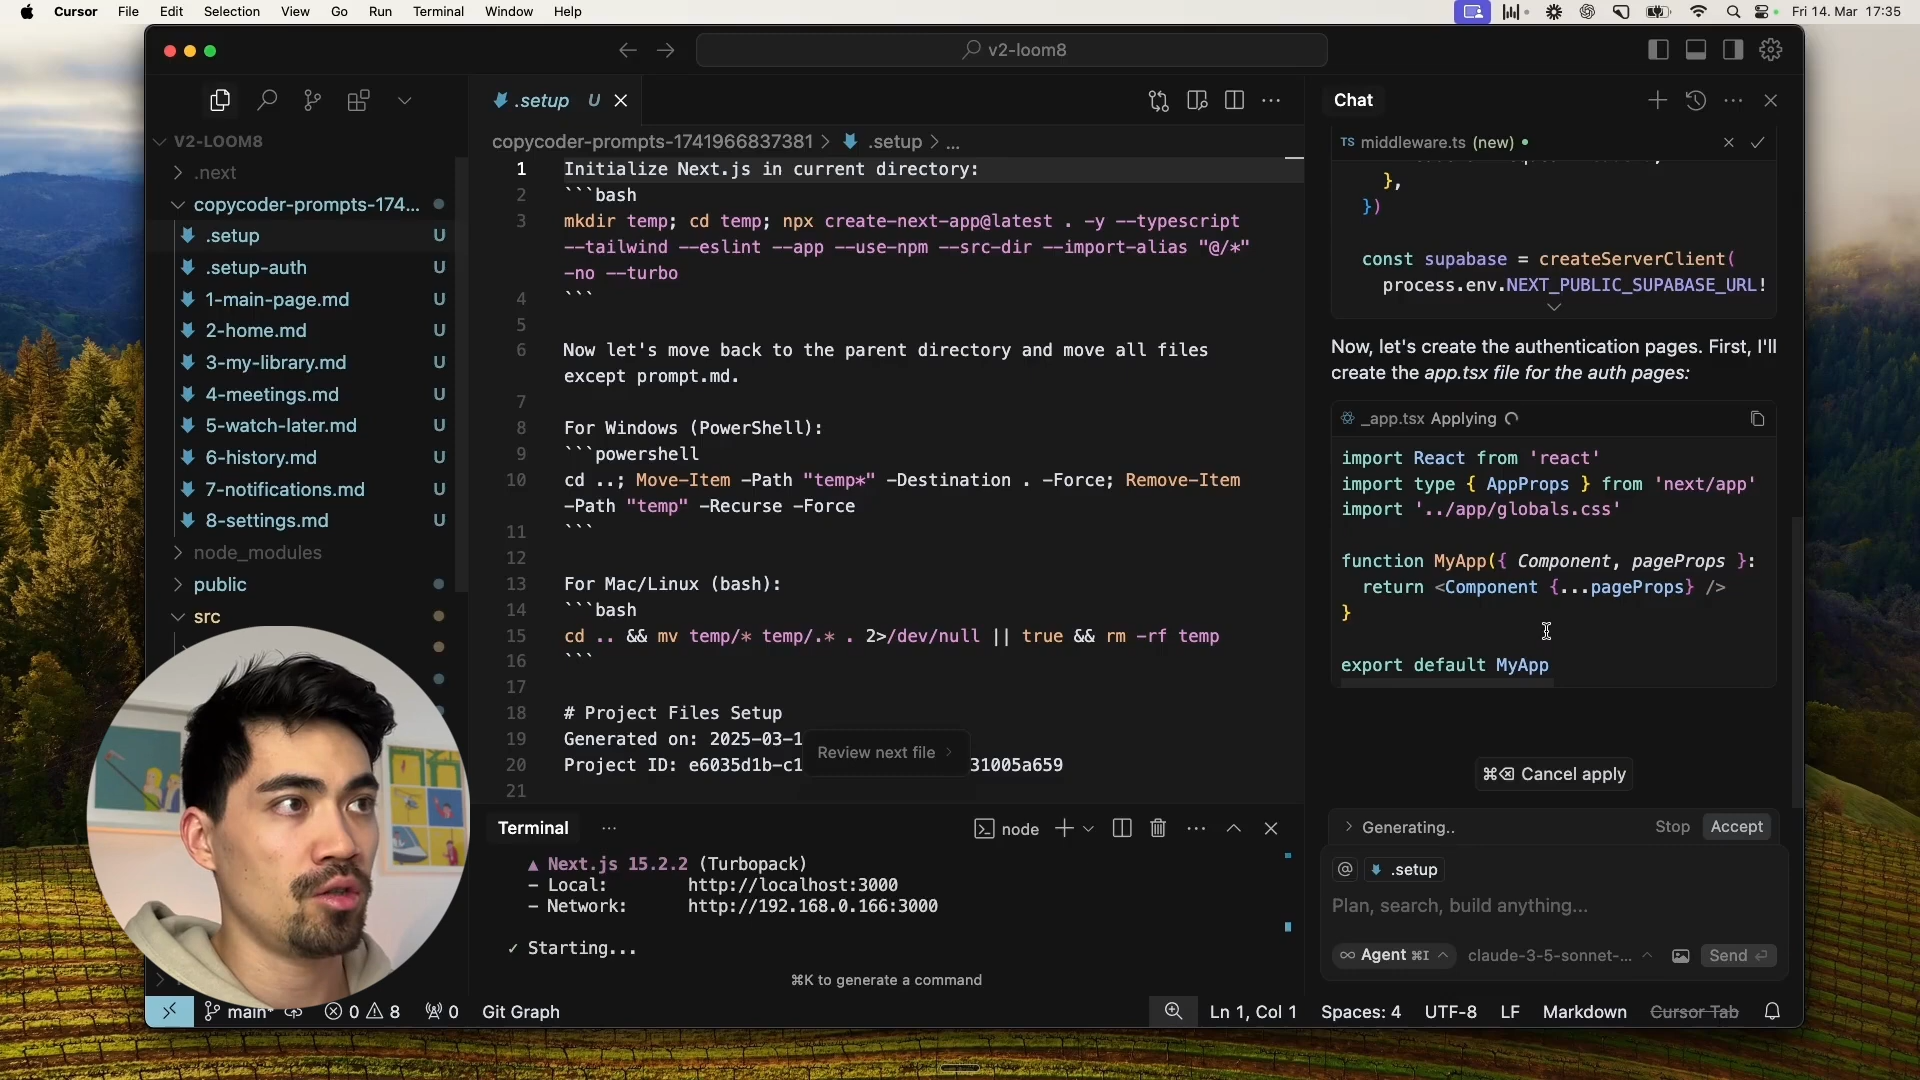 Cursor File Edit Selection View Go Run Terminal Window Help
Fri 14. Mar 17:35
v2-loom8
.setup U
Chat
copycoder-prompts-1741966837381 > .setup > ...
V2-LOOM8
.next
copycoder-prompts-174...
.setup U
.setup-auth U
1-main-page.md U
2-home.md U
3-my-library.md U
4-meetings.md U
5-watch-later.md U
6-history.md U
7-notifications.md U
8-settings.md U
node_modules
public
src
1 Initialize Next.js in current directory:
2 ```bash
3 mkdir temp; cd temp; npx create-next-app@latest . -y --typescript
--tailwind --eslint --app --use-npm --src-dir --import-alias "@/*"
-no --turbo
4 ```
5
6 Now let's move back to the parent directory and move all files
except prompt.md.
7
8 For Windows (PowerShell):
9 ```powershell
10 cd ..; Move-Item -Path "temp*" -Destination . -Force; Remove-Item
-Path "temp" -Recurse -Force
11 ```
12
13 For Mac/Linux (bash):
14 ```bash
15 cd .. && mv temp/* temp/.* . 2>/dev/null || true && rm -rf temp
16 ```
17
18 # Project Files Setup
19 Generated on: 2025-03-1
20 Project ID: e6035d1b-c1 31005a659
21
Review next file >
Terminal ...
node
▲ Next.js 15.2.2 (Turbopack)
- Local: http://localhost:3000
- Network: http://192.168.0.166:3000
✓ Starting...
⌘K to generate a command
TS middleware.ts (new)
},
})
const supabase = createServerClient(
process.env.NEXT_PUBLIC_SUPABASE_URL!
Now, let's create the authentication pages. First, I'll
create the app.tsx file for the auth pages:
_app.tsx Applying
import React from 'react'
import type { AppProps } from 'next/app'
import '../app/globals.css'
function MyApp({ Component, pageProps }:
return <Component {...pageProps} />
}
export default MyApp
⌘⌫ Cancel apply
> Generating.. Stop Accept
@ .setup
Plan, search, build anything...
∞ Agent ⌘I claude-3-5-sonnet-... Send
main* 0 8 0 Git Graph
Ln 1, Col 1 Spaces: 4 UTF-8 LF Markdown Cursor Tab